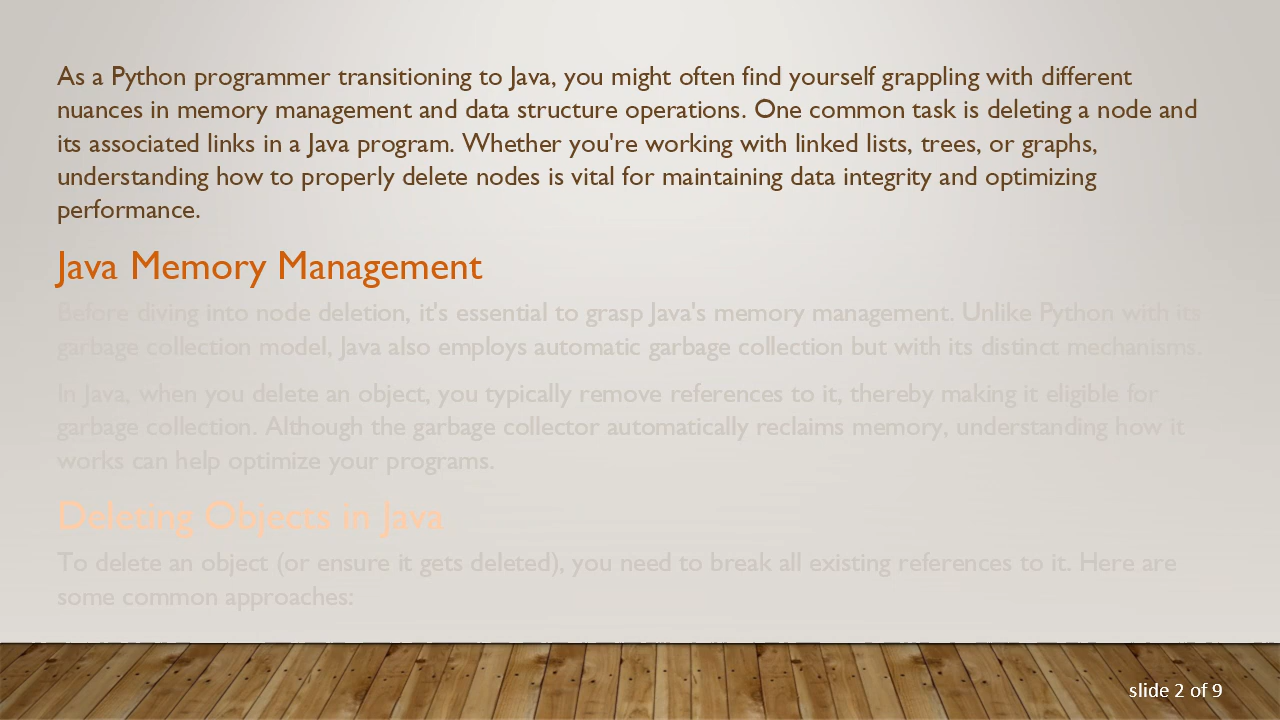 As a Python programmer transitioning to Java, you might often find yourself grappling with different
nuances in memory management and data structure operations. One common task is deleting a node and
its associated links in a Java program. Whether you're working with linked lists, trees, or graphs,
understanding how to properly delete nodes is vital for maintaining data integrity and optimizing
performance.
Java Memory Management
Before diving into node deletion, it's essential to grasp Java's memory management. Unlike Python with its
garbage collection model, Java also employs automatic garbage collection but with its distinct mechanisms.
In Java, when you delete an object, you typically remove references to it, thereby making it eligible for
garbage collection. Although the garbage collector automatically reclaims memory, understanding how it
works can help optimize your programs.
Deleting Objects in Java
To delete an object (or ensure it gets deleted), you need to break all existing references to it. Here are
some common approaches:
slide 2 of 9